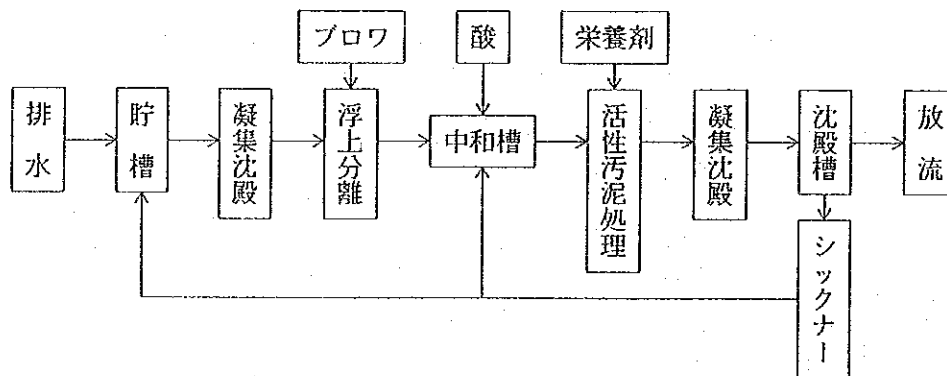 ブロワ
酸
栄養剤
排水
貯槽
凝集沈殿
浮上分離
中和槽
活性汚泥処理
凝集沈殿
沈殿槽
放流
シックナー